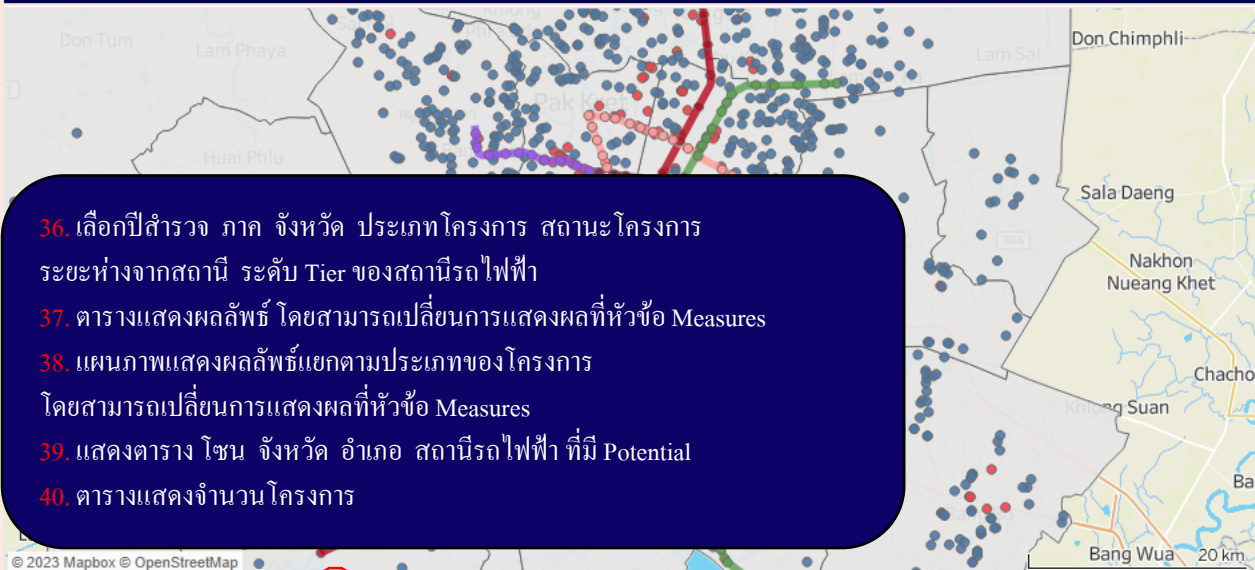 Don Tum
Lam Phaya
Lam Sai
Don Chimphli
Pak Kret
Huai Phlu
304
Sala Daeng
Nakhon
Nueang Khet
Chacho
Khlong Suan
36. เลือกปีสำรวจ ภาค จังหวัด ประเภทโครงการ สถานะโครงการ
ระยะห่างจากสถานี ระดับ Tier ของสถานีรถไฟฟ้า
37. ตารางแสดงผลลัพธ์ โดยสามารถเปลี่ยนการแสดงผลที่หัวข้อ Measures
38. แผนภาพแสดงผลลัพธ์แยกตามประเภทของโครงการ
โดยสามารถเปลี่ยนการแสดงผลที่หัวข้อ Measures
39. แสดงตาราง โซน จังหวัด อำเภอ สถานีรถไฟฟ้า ที่มี Potential
40. ตารางแสดงจำนวนโครงการ
Ba
Bang Wua
20 km
© 2023 Mapbox © OpenStreetMap